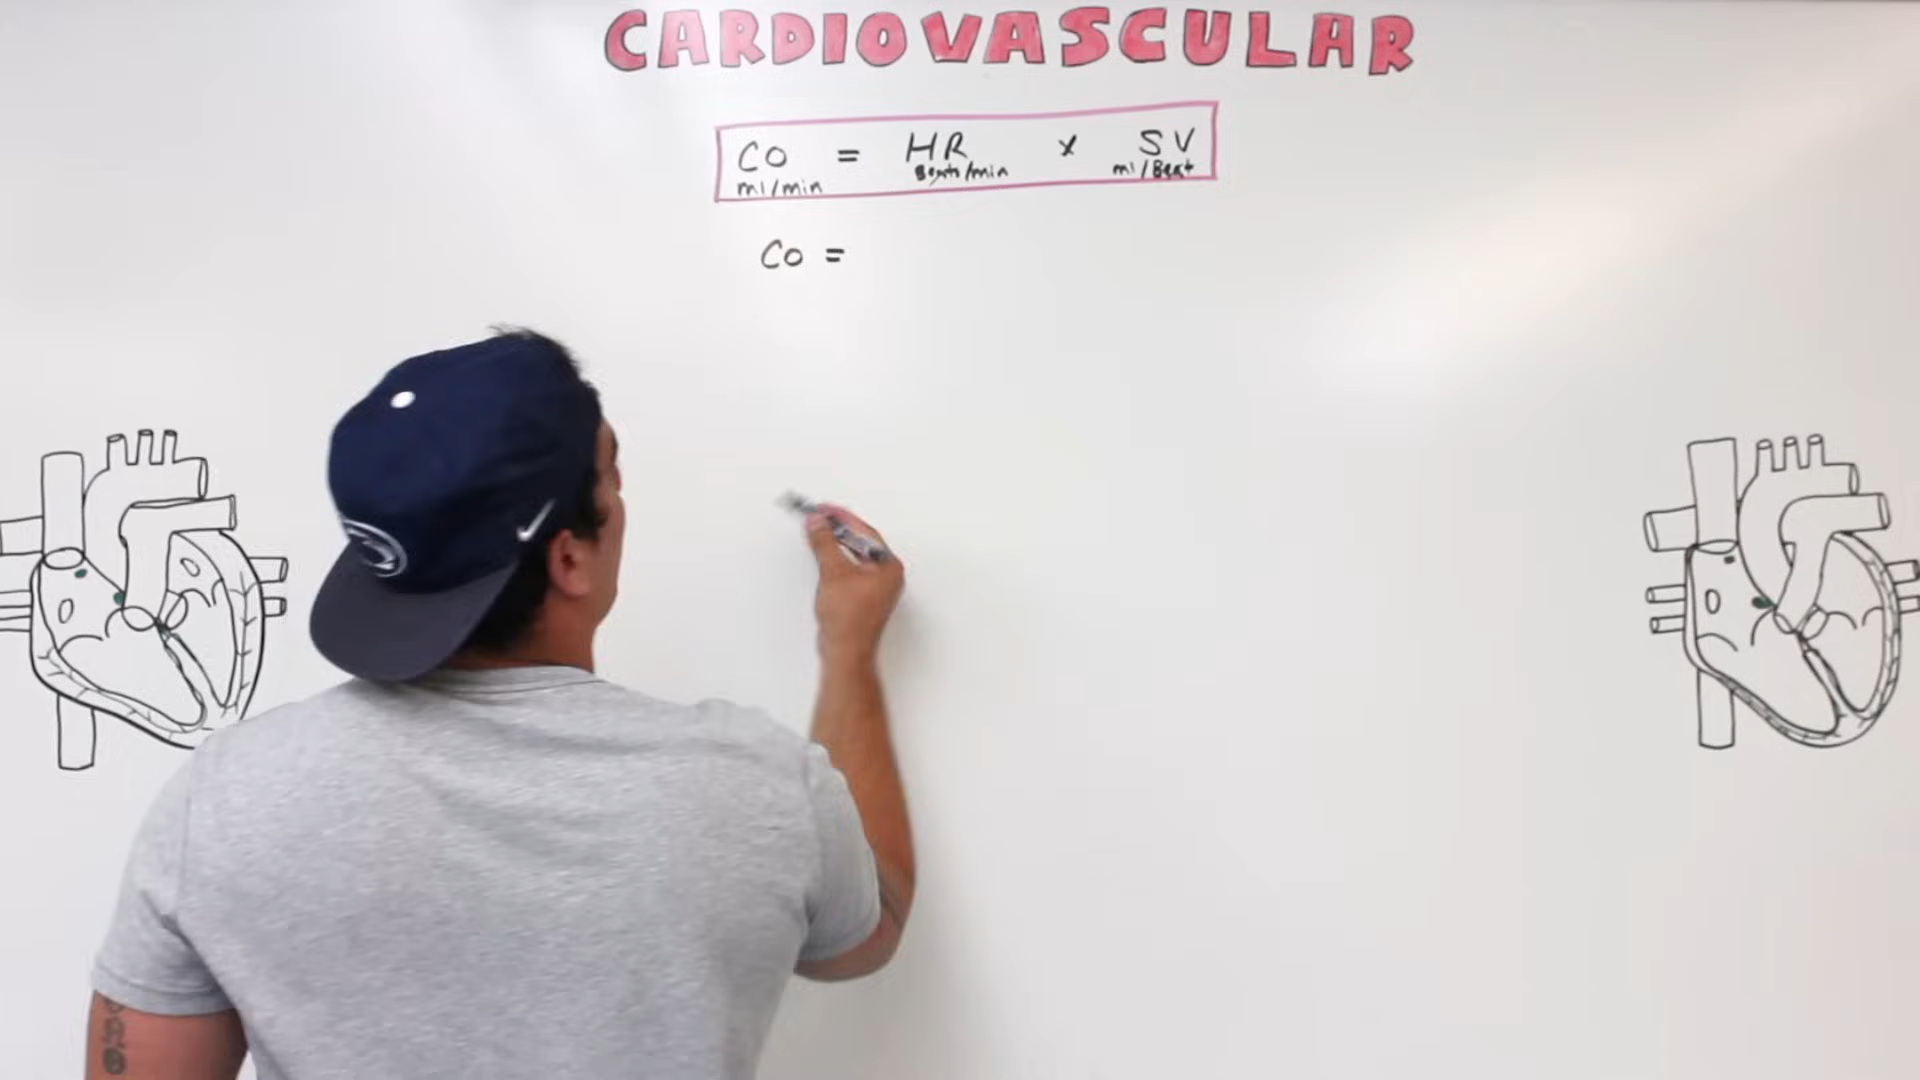 CARDIOVASCULAR
CO = HR x SV
ml/min Beats/min ml/Beat
CO =